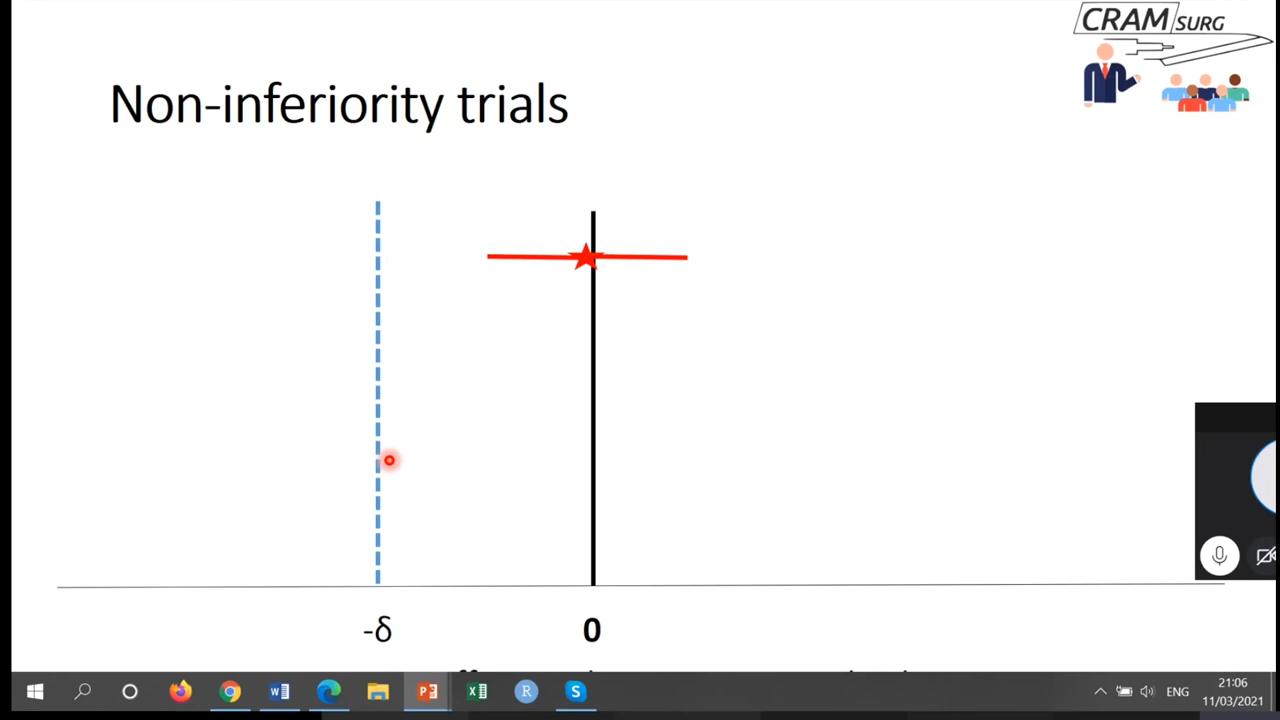 CRAM SURG
Non-inferiority trials
-δ
0
21:06
ENG
11/03/2021